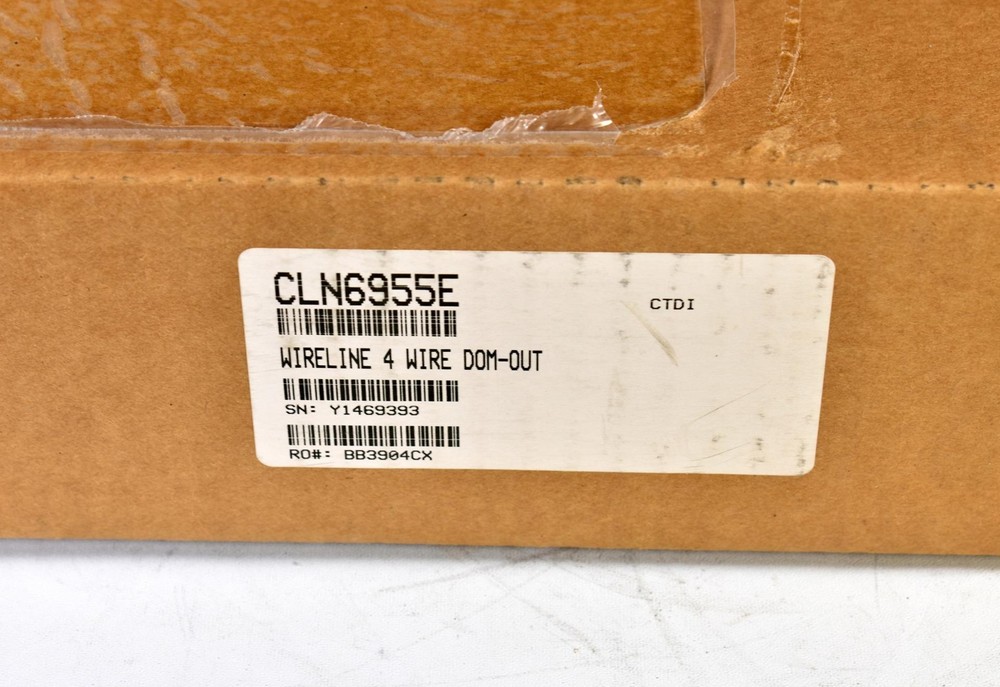 CLN6955E
CTDI
WIRELINE 4 WIRE DOM-OUT
SN: Y1469393
RO#: BB3904CX